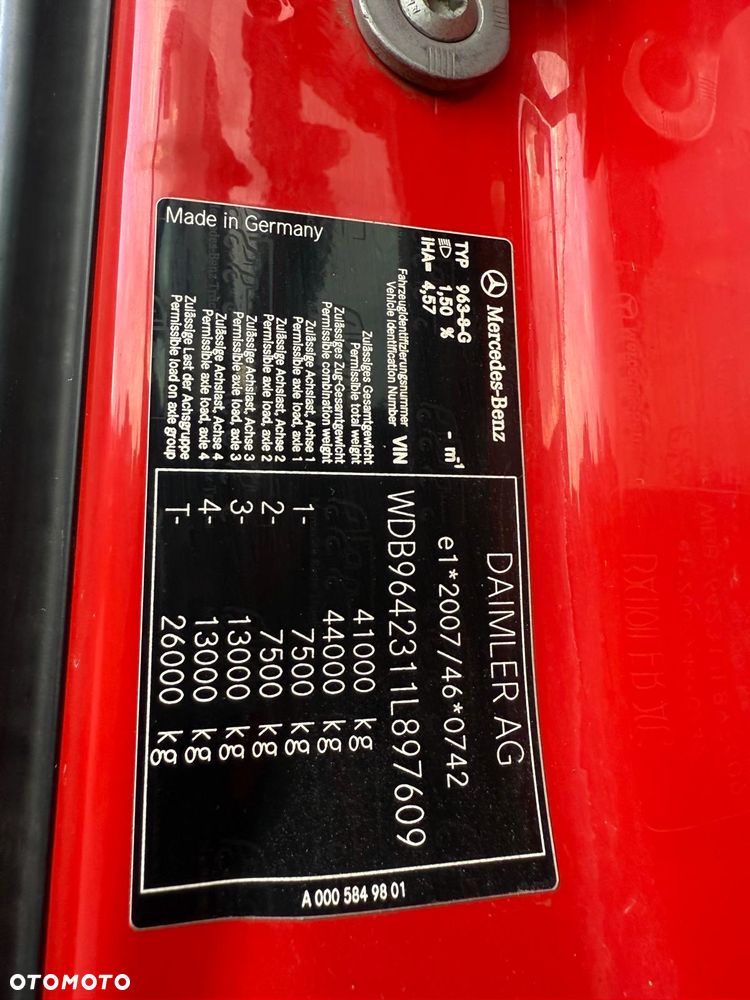 Mercedes-Benz
TYP 963-8-G
1,50 % - m⁻¹
iHA= 4,57
DAIMLER AG
e1*2007/46*0742
Fahrzeugidentifizierungsnummer
Vehicle Identification Number VIN WDB9642311L897609
Zulässiges Gesamtgewicht
Permissible total weight 41000 kg
Zulässiges Zug-Gesamtgewicht
Permissible combination weight 44000 kg
Zulässige Achslast, Achse 1
Permissible axle load, axle 1 1- 7500 kg
Zulässige Achslast, Achse 2
Permissible axle load, axle 2 2- 7500 kg
Zulässige Achslast, Achse 3
Permissible axle load, axle 3 3- 13000 kg
Zulässige Achslast, Achse 4
Permissible axle load, axle 4 4- 13000 kg
Zulässige Last der Achsgruppe
Permissible load on axle group T- 26000 kg
Made in Germany
A 000 584 98 01
OTOMOTO